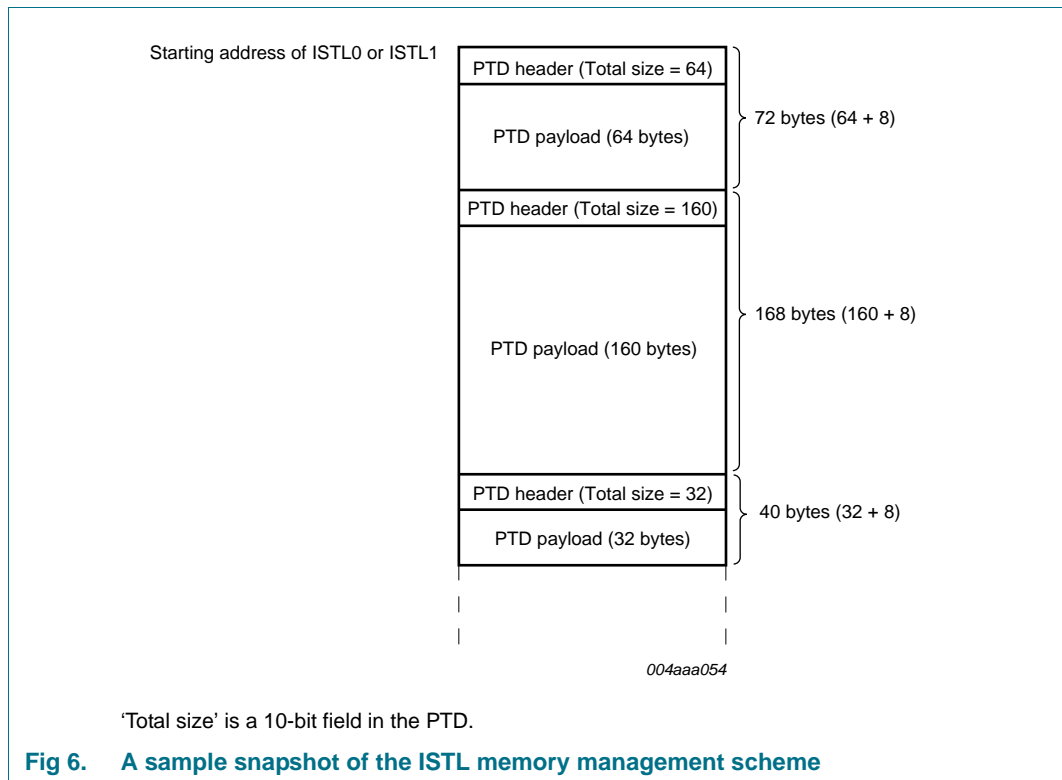 Starting address of ISTL0 or ISTL1
PTD header (Total size = 64)
PTD payload (64 bytes)
72 bytes (64 + 8)
PTD header (Total size = 160)
PTD payload (160 bytes)
168 bytes (160 + 8)
PTD header (Total size = 32)
PTD payload (32 bytes)
40 bytes (32 + 8)
004aaa054
‘Total size’ is a 10-bit field in the PTD.
Fig 6. A sample snapshot of the ISTL memory management scheme